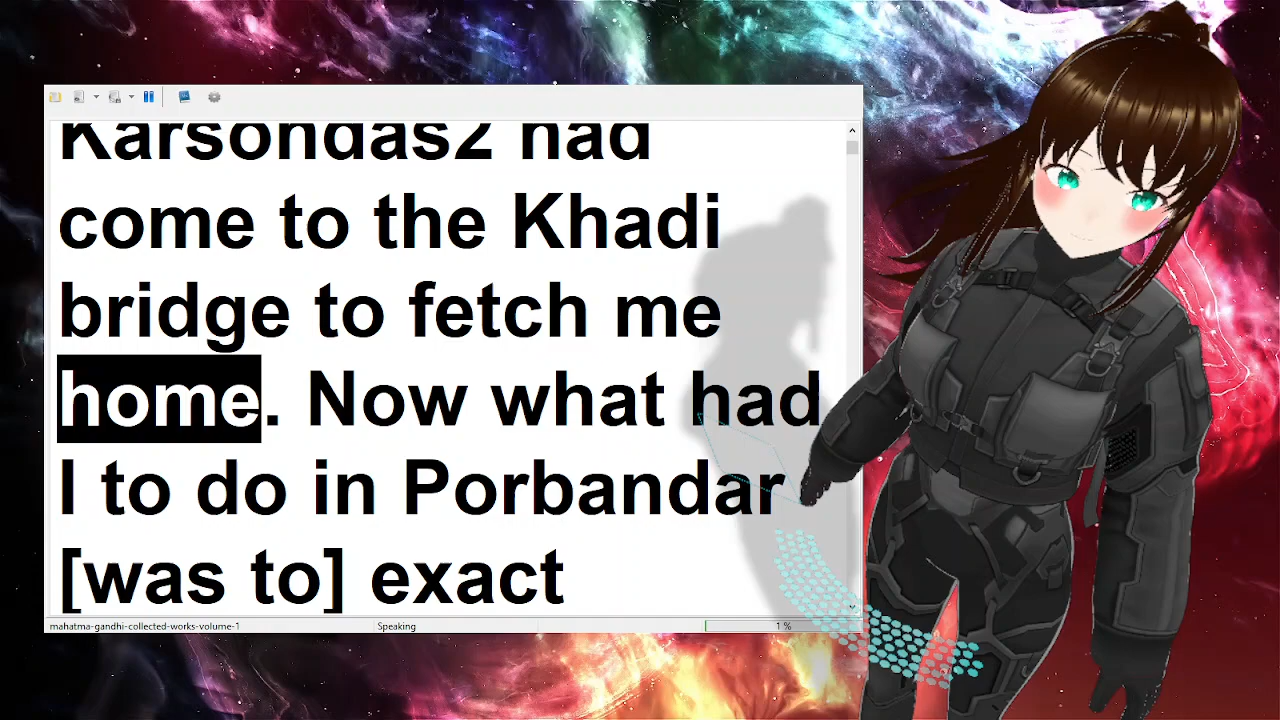 Karsondas2 had
come to the Khadi
bridge to fetch me
home. Now what had
I to do in Porbandar
[was to] exact
mahatma-gandhi-collected-works-volume-1
Speaking
1 %